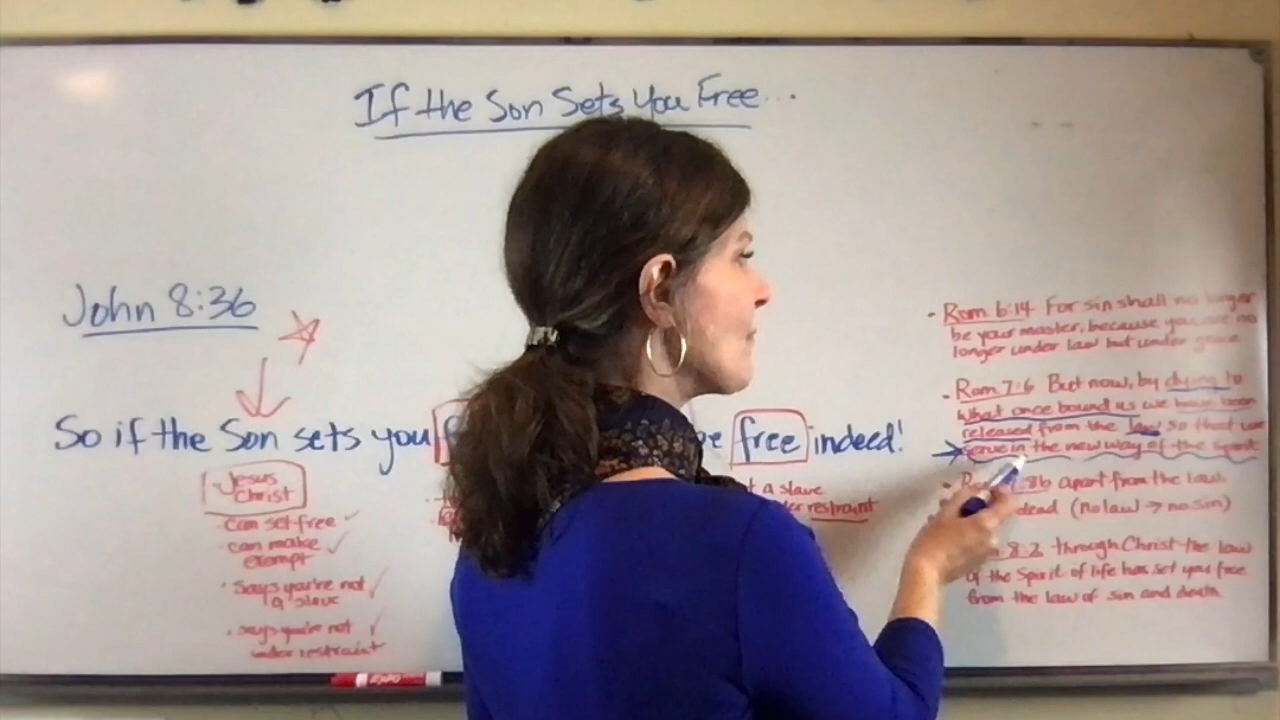 If the Son Sets You Free...
John 8:36
So if the Son sets you
free indeed!
Jesus
Christ
- can set free ✓
- can make ✓
exempt
- says you're not ✓
a slave
- says you're not ✓
under restraint
a slave
restraint
• Rom 6:14 For sin shall no longer
be your master, because you are no
longer under law but under grace
• Rom 7:6 But now, by dying to
what once bound us we have been
released from the law so that we
→ serve in the new way of the Spirit
8b apart from the law
dead (no law → no sin)
8:2 through Christ the law
of the Spirit of life has set you free
from the law of sin and death
EXPO